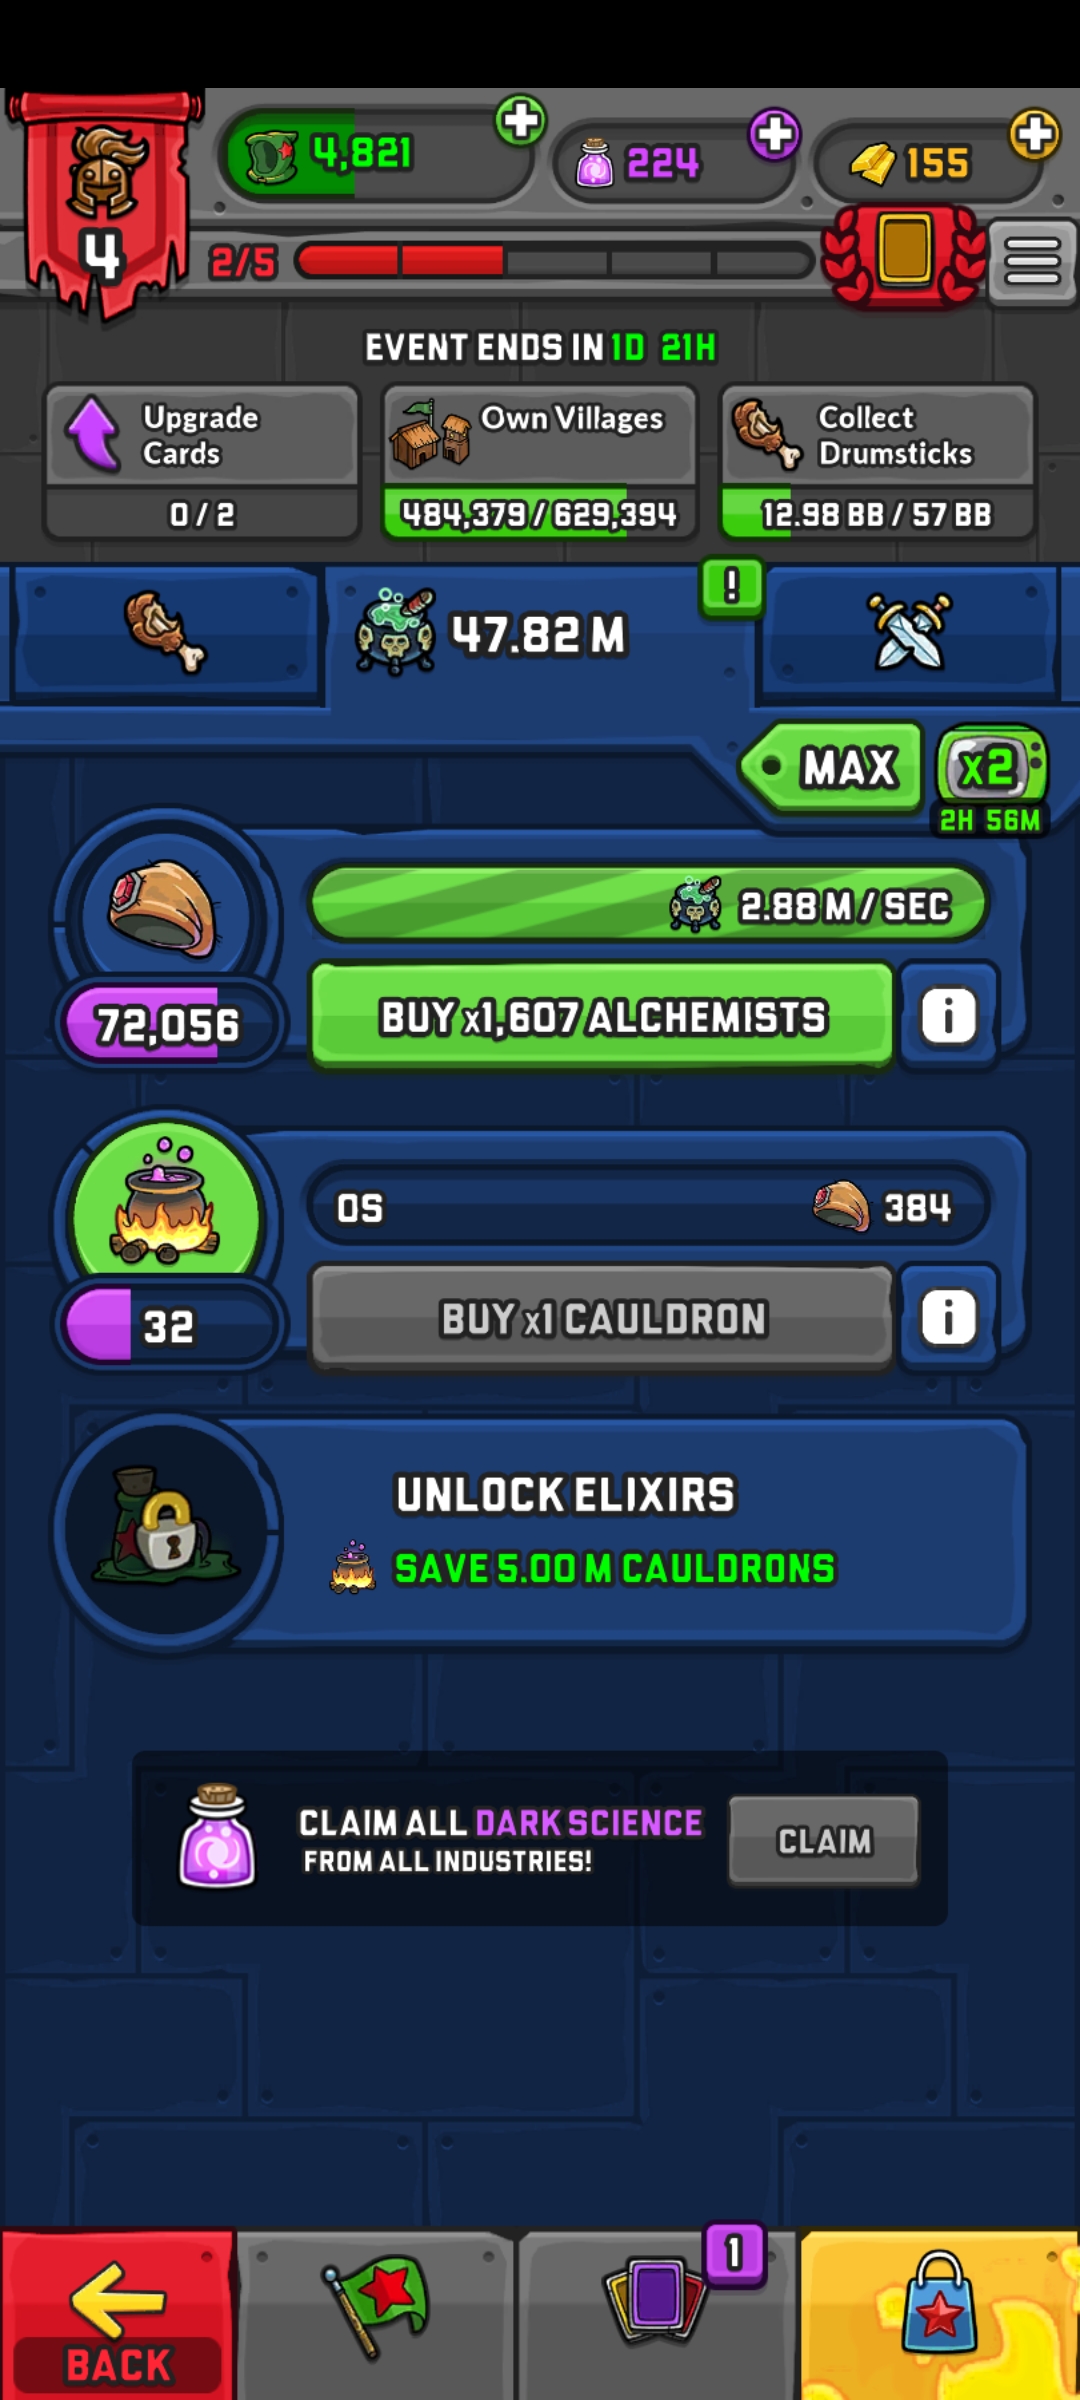 4,821
224
155
4
2/5
EVENT ENDS IN 1D 21H
Upgrade
Cards
0 / 2
Own Villages
484,379 / 629,394
Collect
Drumsticks
12.98 BB / 57 BB
47.82 M
!
MAX
x2
2H 56M
2.88 M / SEC
72,056
BUY x1,607 ALCHEMISTS
i
0S
384
32
BUY x1 CAULDRON
i
UNLOCK ELIXIRS
SAVE 5.00 M CAULDRONS
CLAIM ALL DARK SCIENCE
FROM ALL INDUSTRIES!
CLAIM
1
BACK